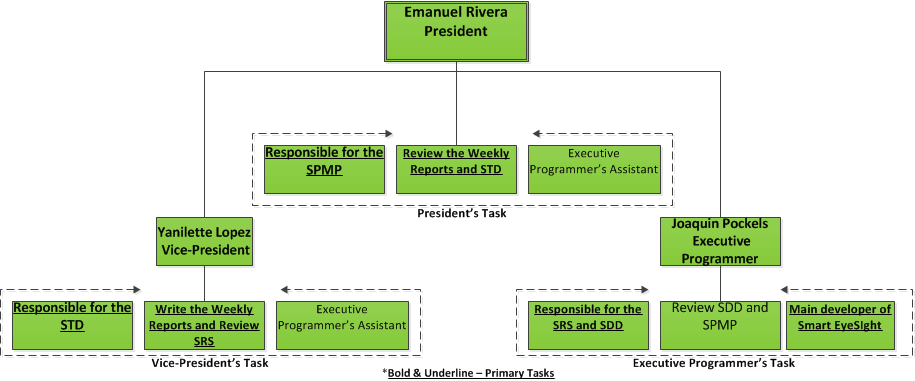 Emanuel Rivera
President
Responsible for the
SPMP
Review the Weekly
Reports and STD
Executive
Programmer's Assistant
President's Task
Yanilette Lopez
Vice-President
Joaquin Pockels
Executive
Programmer
Responsible for the
STD
Write the Weekly
Reports and Review
SRS
Executive
Programmer's Assistant
Vice-President's Task
Responsible for the
SRS and SDD
Review SDD and
SPMP
Main developer of
Smart EyeSIght
Executive Programmer's Task
*Bold & Underline – Primary Tasks